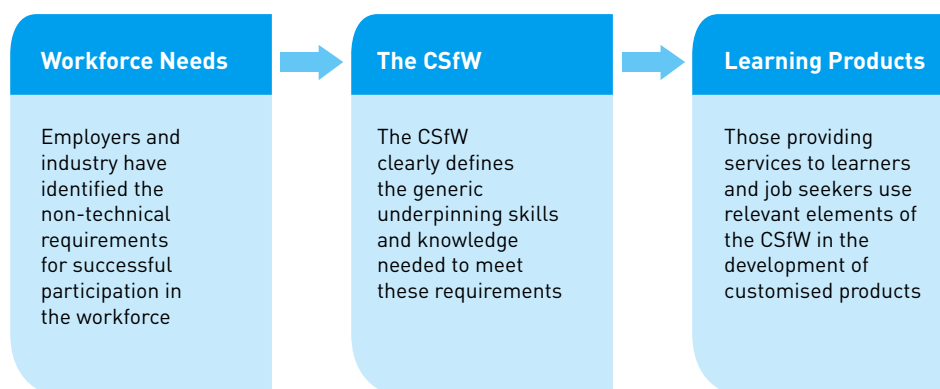 Workforce Needs
Employers and
industry have
identified the
non-technical
requirements
for successful
participation in
the workforce
The CSfW
The CSfW
clearly defines
the generic
underpinning skills
and knowledge
needed to meet
these requirements
Learning Products
Those providing
services to learners
and job seekers use
relevant elements of
the CSfW in the
development of
customised products